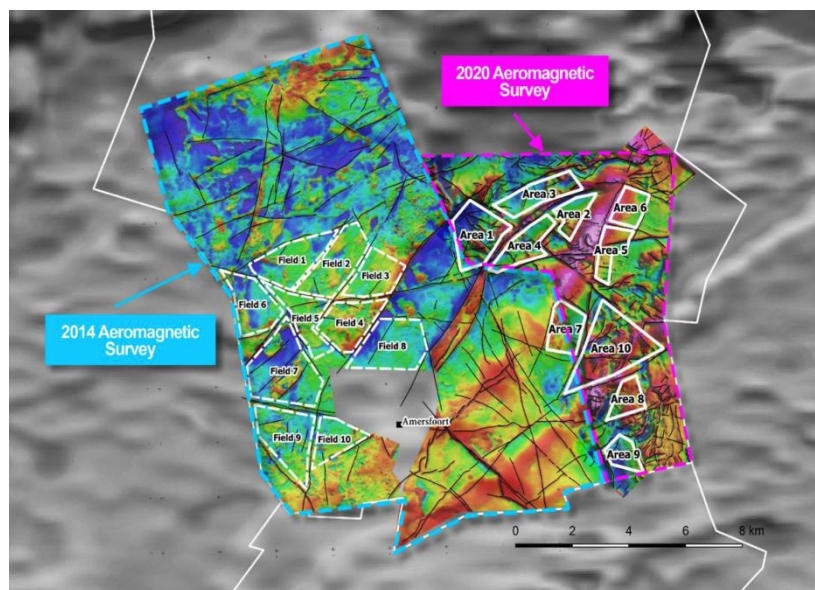 2020 Aeromagnetic
Survey
Area 3
Area 6
Area 2
Area 1
Area 4
Area 5
Field 1
Field 2
Field 3
Field 6
Field 5
Field 4
2014 Aeromagnetic
Survey
Area 7
Field 8
Area 10
Field 7
Area 8
Amersfoort
Field 9
Field 10
Area 9
0 2 4 6 8 km